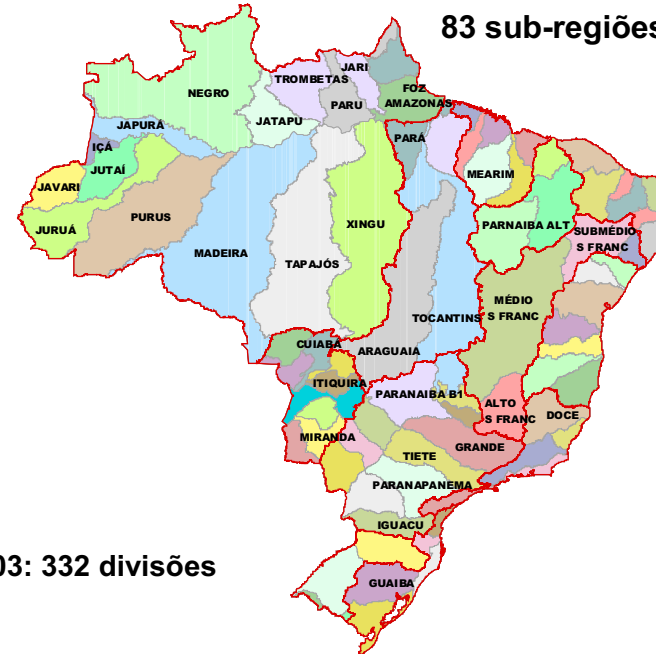 83 sub-regiões
JARI
TROMBETAS
NEGRO
PARU
FOZ
AMAZONAS
JAPURÁ
JATAPU
PARÁ
IÇÁ
JUTAÍ
MEARIM
JAVARI
PURUS
JURUÁ
XINGU
PARNAIBA ALT
SUBMÉDIO
S FRANC
MADEIRA
TAPAJÓS
MÉDIO
S FRANC
TOCANTINS
CUIABÁ
ARAGUAIA
ITIQUIRA
PARANAIBA B1
ALTO
S FRANC
DOCE
MIRANDA
GRANDE
TIETE
PARANAPANEMA
IGUACU
03: 332 divisões
GUAIBA